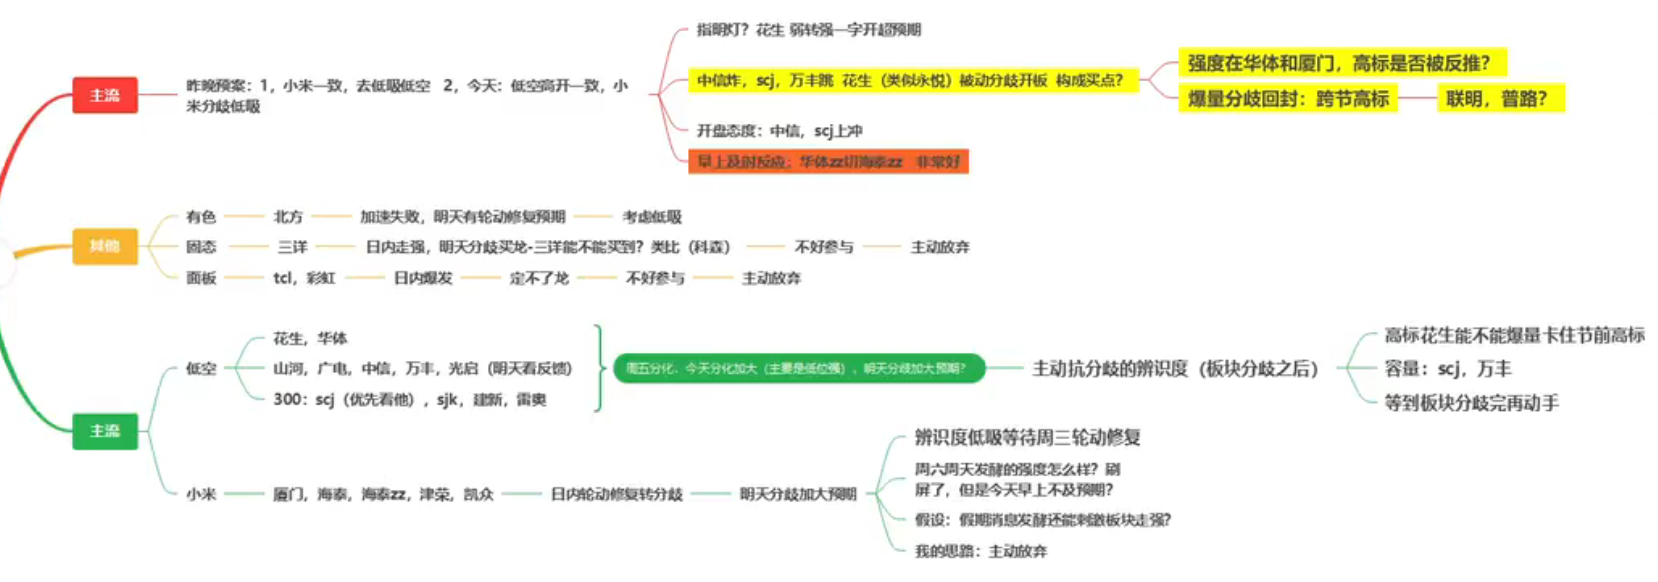 主流
昨晚预案：1，小米一致，去低吸低空 2，今天：低空高开一致，小
米分歧低吸
指明灯？花生 弱转强一字开超预期
中信炸，scj，万丰跳 花生（类似永悦）被动分歧开板 构成买点？
强度在华体和厦门，高标是否被反推？
爆量分歧回封：跨节高标
联明，普路？
开盘态度：中信，scj上冲
早上及时反应：华体zz切海泰zz 非常好
其他
有色
北方
加速失败，明天有轮动修复预期
考虑低吸
固态
三详
日内走强，明天分歧买龙-三详能不能买到？类比（科森）
不好参与
主动放弃
面板
tcl，彩虹
日内爆发
定不了龙
不好参与
主动放弃
主流
低空
花生，华体
山河，广电，中信，万丰，光启（明天看反馈）
300：scj（优先看他），sjk，建新，雷奥
周五分化、今天分化加大（主要是低位强）、明天分歧加大预期？
主动抗分歧的辨识度（板块分歧之后）
高标花生能不能爆量卡住节前高标
容量：scj，万丰
等到板块分歧完再动手
小米
厦门，海泰，海泰zz，津荣，凯众
日内轮动修复转分歧
明天分歧加大预期
辨识度低吸等待周三轮动修复
周六周天发酵的强度怎么样？刷
屏了，但是今天早上不及预期？
假设：假期消息发酵还能刺激板块走强？
我的思路：主动放弃